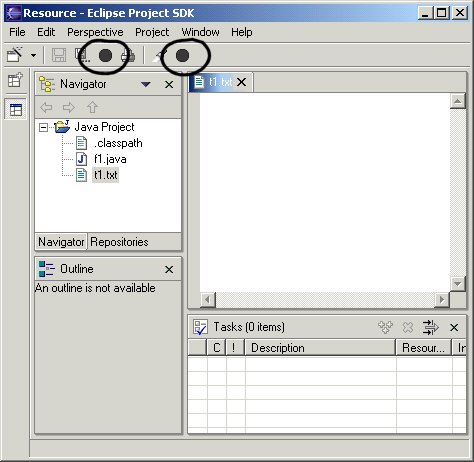 Resource - Eclipse Project SDK
File Edit Perspective Project Window Help
Navigator
t1.txt
Java Project
.classpath
f1.java
t1.txt
Navigator Repositories
Outline
An outline is not available
Tasks (0 items)
C ! Description Resour... In